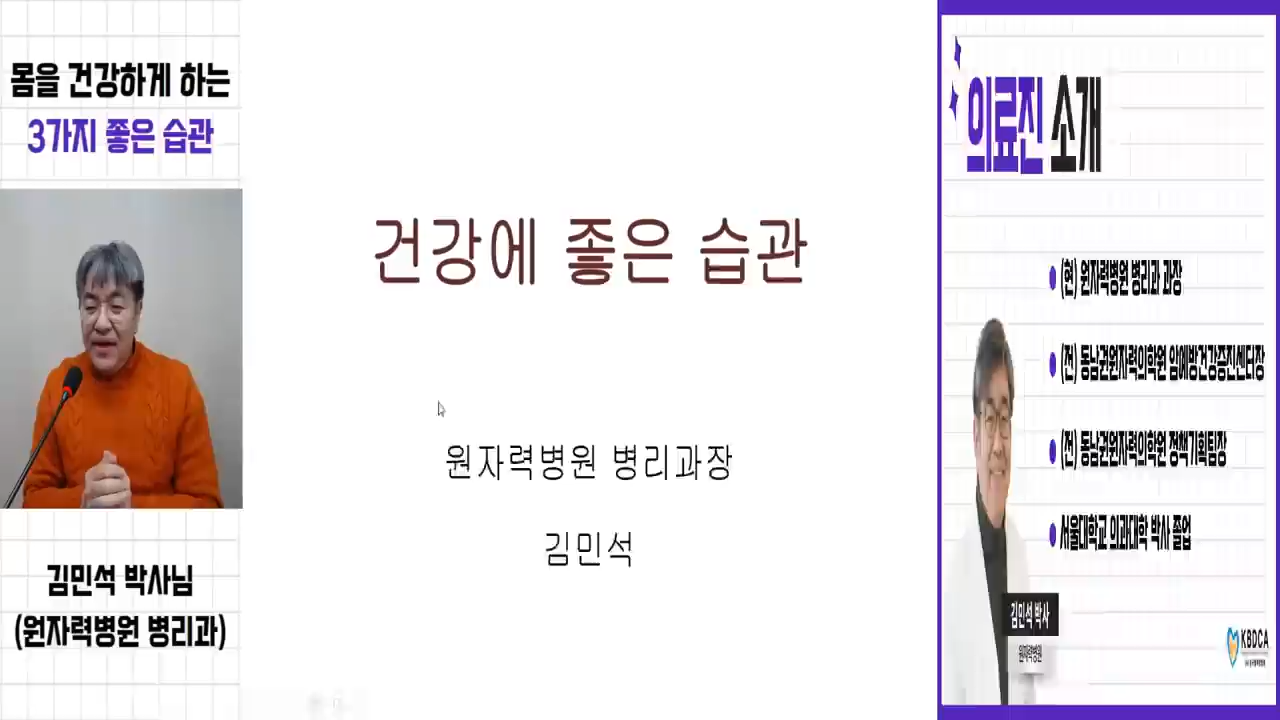 몸을 건강하게 하는
3가지 좋은 습관
김민석 박사님
(원자력병원 병리과)
건강에 좋은 습관
원자력병원 병리과장
김민석
의료진 소개
(현) 원자력병원 병리과 과장
(전) 동남권원자력의학원 암예방건강증진센터장
(전) 동남권원자력의학원 정책기획팀장
서울대학교 의과대학 박사 졸업
김민석 박사
원자력병원
KBDCA